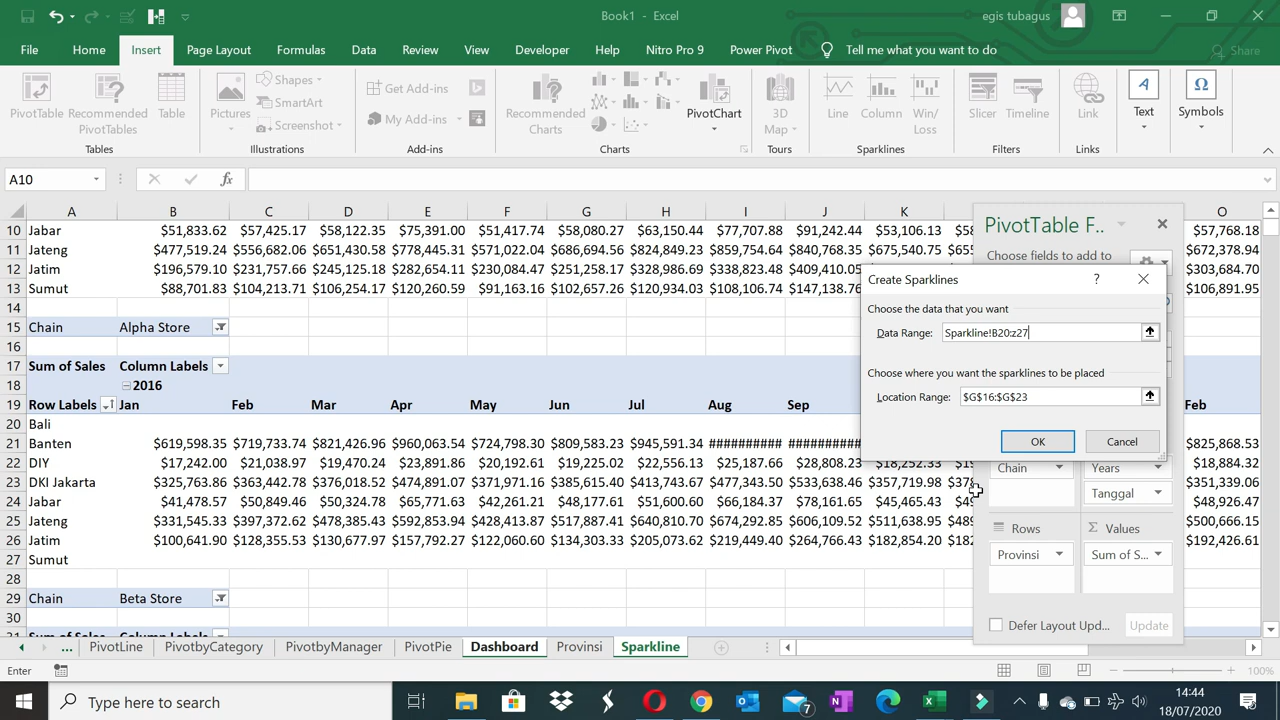 Book1 - Excel
egis tubagus
File Home Insert Page Layout Formulas Data Review View Developer Help Nitro Pro 9 Power Pivot Tell me what you want to do Share
PivotTable Recommended PivotTables Table
Tables
Pictures Shapes SmartArt Screenshot
Illustrations
Get Add-ins My Add-ins
Add-ins
Recommended Charts PivotChart
Charts
3D Map
Tours
Line Column Win/Loss
Sparklines
Slicer Timeline
Filters
Link
Links
Text Symbols
A10 fx
A B C D E F G H I J K O
10 Jabar $51,833.62 $57,425.17 $58,122.35 $75,391.00 $51,417.74 $58,080.27 $63,150.44 $77,707.88 $91,242.44 $53,106.13 $57,768.18
11 Jateng $477,519.24 $556,682.06 $651,430.58 $778,445.31 $571,022.04 $686,694.56 $824,849.23 $859,754.64 $840,768.35 $675,540.75 $672,378.94
12 Jatim $196,579.10 $231,757.66 $245,125.18 $282,654.11 $230,084.47 $251,258.17 $328,986.69 $338,823.48 $409,410.05 $303,684.70
13 Sumut $88,701.83 $104,213.71 $106,254.17 $120,260.59 $91,163.16 $102,657.26 $120,934.03 $108,106.74 $147,138.76 $106,891.95
14
15 Chain Alpha Store
16
17 Sum of Sales Column Labels
18 2016
19 Row Labels Jan Feb Mar Apr May Jun Jul Aug Sep Feb
20 Bali
21 Banten $619,598.35 $719,733.74 $821,426.96 $960,063.54 $724,798.30 $809,583.23 $945,591.34 ########## ######### $825,868.53
22 DIY $17,242.00 $21,038.97 $19,470.24 $23,891.86 $20,192.61 $19,225.02 $22,556.13 $25,187.66 $28,808.23 $18,252.33 $18,884.32
23 DKI Jakarta $325,763.86 $363,442.78 $376,018.52 $474,891.07 $371,971.16 $385,615.40 $413,743.67 $476,327.34 $513,538.65 $357,719.98 $351,339.06
24 Jabar $41,478.57 $50,849.46 $50,324.78 $65,771.63 $42,261.21 $48,177.61 $51,600.60 $66,184.37 $78,161.65 $45,465.43 $48,926.47
25 Jateng $331,545.33 $397,372.62 $478,385.43 $592,853.94 $428,413.87 $517,887.41 $640,810.70 $674,292.85 $606,109.52 $511,638.95 $500,666.15
26 Jatim $100,641.90 $128,355.53 $130,677.97 $157,792.27 $122,060.60 $134,303.33 $205,073.62 $219,449.40 $264,766.43 $182,854.20 $192,426.61
27 Sumut
28
29 Chain Beta Store
30
Sum of Sales Column Labels
PivotTable F..
Choose fields to add to
Create Sparklines ?
Choose the data that you want
Data Range: Sparkline!B20:z27
Choose where you want the sparklines to be placed
Location Range: $G$16:$G$23
OK Cancel
Chain Years
Tanggal
Rows Values
Provinsi Sum of S...
Defer Layout Upd... Update
... PivotLine PivotbyCategory PivotbyManager PivotPie Dashboard Provinsi Sparkline
Enter 100%
Type here to search
7
14:44
18/07/2020